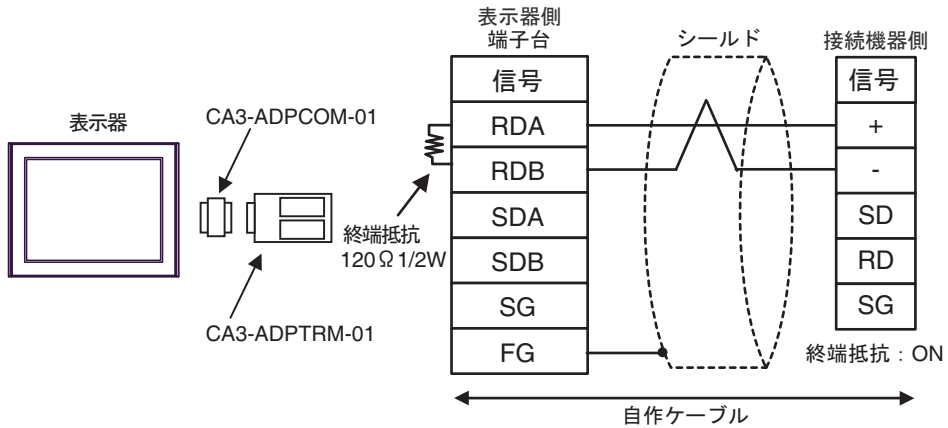 表示器
CA3-ADPCOM-01
CA3-ADPTRM-01
終端抵抗
120Ω 1/2W
表示器側
端子台
信号
RDA
RDB
SDA
SDB
SG
FG
シールド
接続機器側
信号
+
-
SD
RD
SG
終端抵抗：ON
自作ケーブル